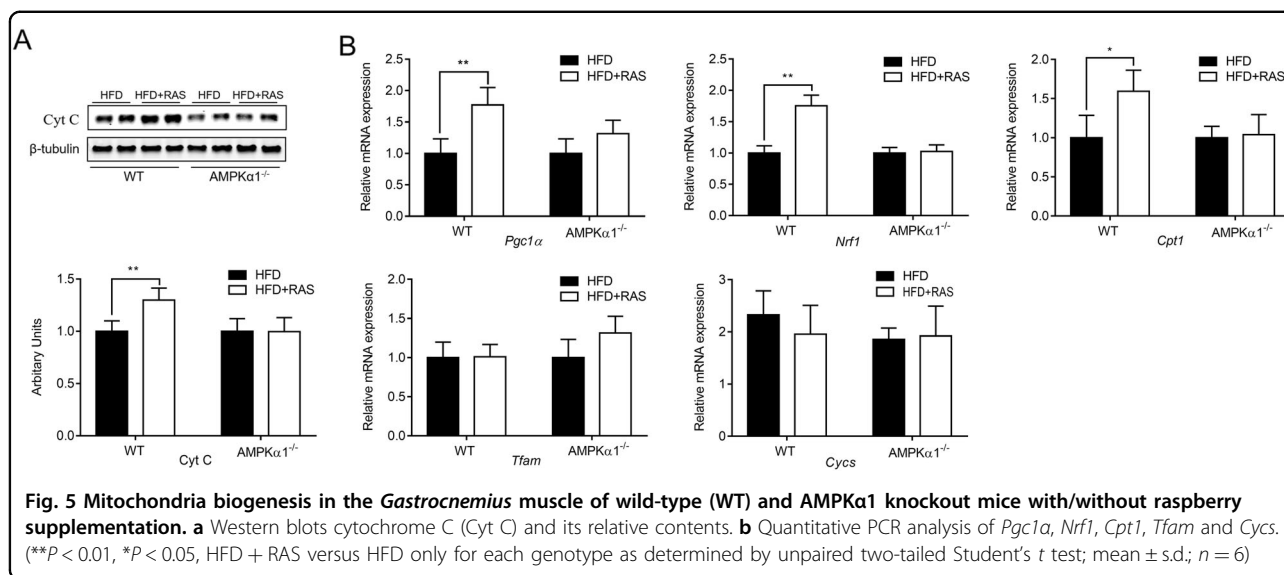 A
HFD HFD+RAS HFD HFD+RAS
Cyt C
β-tubulin
WT AMPKα1-/-
Arbitary Units
1.5
1.0
0.5
0.0
**
HFD
HFD+RAS
WT AMPKα1-/-
Cyt C
B
Relative mRNA expression
2.5
2.0
1.5
1.0
0.5
0.0
**
HFD
HFD+RAS
WT AMPKα1-/-
Pgc1α
Relative mRNA expression
2.5
2.0
1.5
1.0
0.5
0.0
**
HFD
HFD+RAS
WT AMPKα1-/-
Nrf1
Relative mRNA expression
2.0
1.5
1.0
0.5
0.0
*
HFD
HFD+RAS
WT AMPKα1-/-
Cpt1
Relative mRNA expression
2.0
1.5
1.0
0.5
0.0
HFD
HFD+RAS
WT AMPKα1-/-
Tfam
Relative mRNA expression
3
2
1
0
HFD
HFD+RAS
WT AMPKα1-/-
Cycs
Fig. 5 Mitochondria biogenesis in the Gastrocnemius muscle of wild-type (WT) and AMPKα1 knockout mice with/without raspberry
supplementation. a Western blots cytochrome C (Cyt C) and its relative contents. b Quantitative PCR analysis of Pgc1α, Nrf1, Cpt1, Tfam and Cycs.
(**P < 0.01, *P < 0.05, HFD + RAS versus HFD only for each genotype as determined by unpaired two-tailed Student's t test; mean ± s.d.; n = 6)